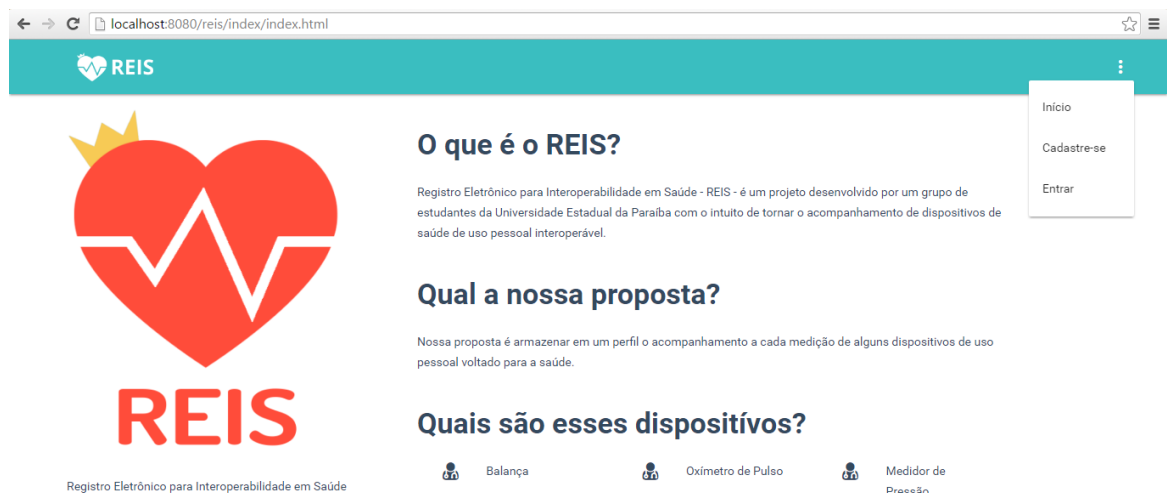 localhost:8080/reis/index/index.html
REIS
Início
Cadastre-se
Entrar
REIS
Registro Eletrônico para Interoperabilidade em Saúde
O que é o REIS?
Registro Eletrônico para Interoperabilidade em Saúde - REIS - é um projeto desenvolvido por um grupo de
estudantes da Universidade Estadual da Paraíba com o intuito de tornar o acompanhamento de dispositivos de
saúde de uso pessoal interoperável.
Qual a nossa proposta?
Nossa proposta é armazenar em um perfil o acompanhamento a cada medição de alguns dispositivos de uso
pessoal voltado para a saúde.
Quais são esses dispositívos?
Balança
Oxímetro de Pulso
Medidor de
Pressão